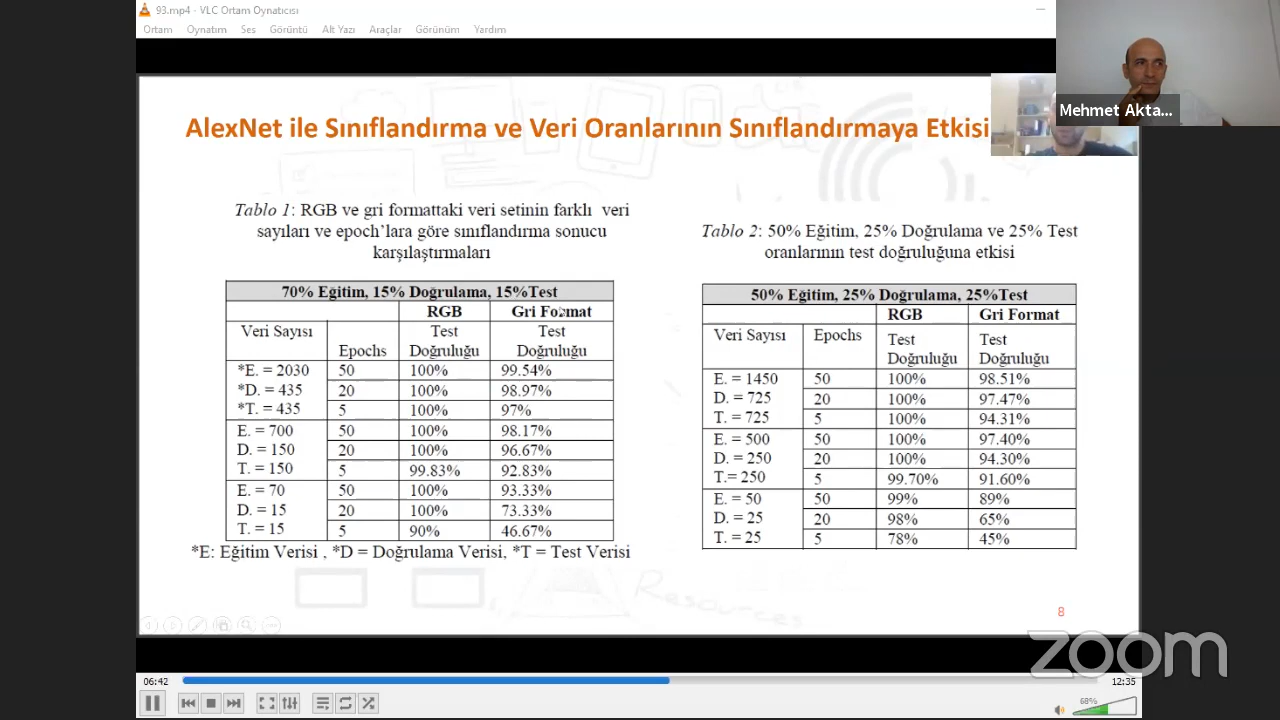 93.mp4 - VLC Ortam Oynatıcısı
Ortam Oynatım Ses Görüntü Alt Yazı Araçlar Görünüm Yardım
Mehmet Akta...
AlexNet ile Sınıflandırma ve Veri Oranlarının Sınıflandırmaya Etkisi
Tablo 1: RGB ve gri formattaki veri setinin farklı veri
sayıları ve epoch'lara göre sınıflandırma sonucu
karşılaştırmaları
70% Eğitim, 15% Doğrulama, 15%Test
RGB Gri Format
Veri Sayısı Epochs Test Doğruluğu Test Doğruluğu
*E. = 2030 50 100% 99.54%
*D. = 435 20 100% 98.97%
*T. = 435 5 100% 97%
E. = 700 50 100% 98.17%
D. = 150 20 100% 96.67%
T. = 150 5 99.83% 92.83%
E. = 70 50 100% 93.33%
D. = 15 20 100% 73.33%
T. = 15 5 90% 46.67%
*E: Eğitim Verisi , *D = Doğrulama Verisi, *T = Test Verisi
Tablo 2: 50% Eğitim, 25% Doğrulama ve 25% Test
oranlarının test doğruluğuna etkisi
50% Eğitim, 25% Doğrulama, 25%Test
RGB Gri Format
Veri Sayısı Epochs Test Doğruluğu Test Doğruluğu
E. = 1450 50 100% 98.51%
D. = 725 20 100% 97.47%
T. = 725 5 100% 94.31%
E. = 500 50 100% 97.40%
D. = 250 20 100% 94.30%
T.= 250 5 99.70% 91.60%
E. = 50 50 99% 89%
D. = 25 20 98% 65%
T. = 25 5 78% 45%
Resources
8
zoom
06:42
12:35
68%